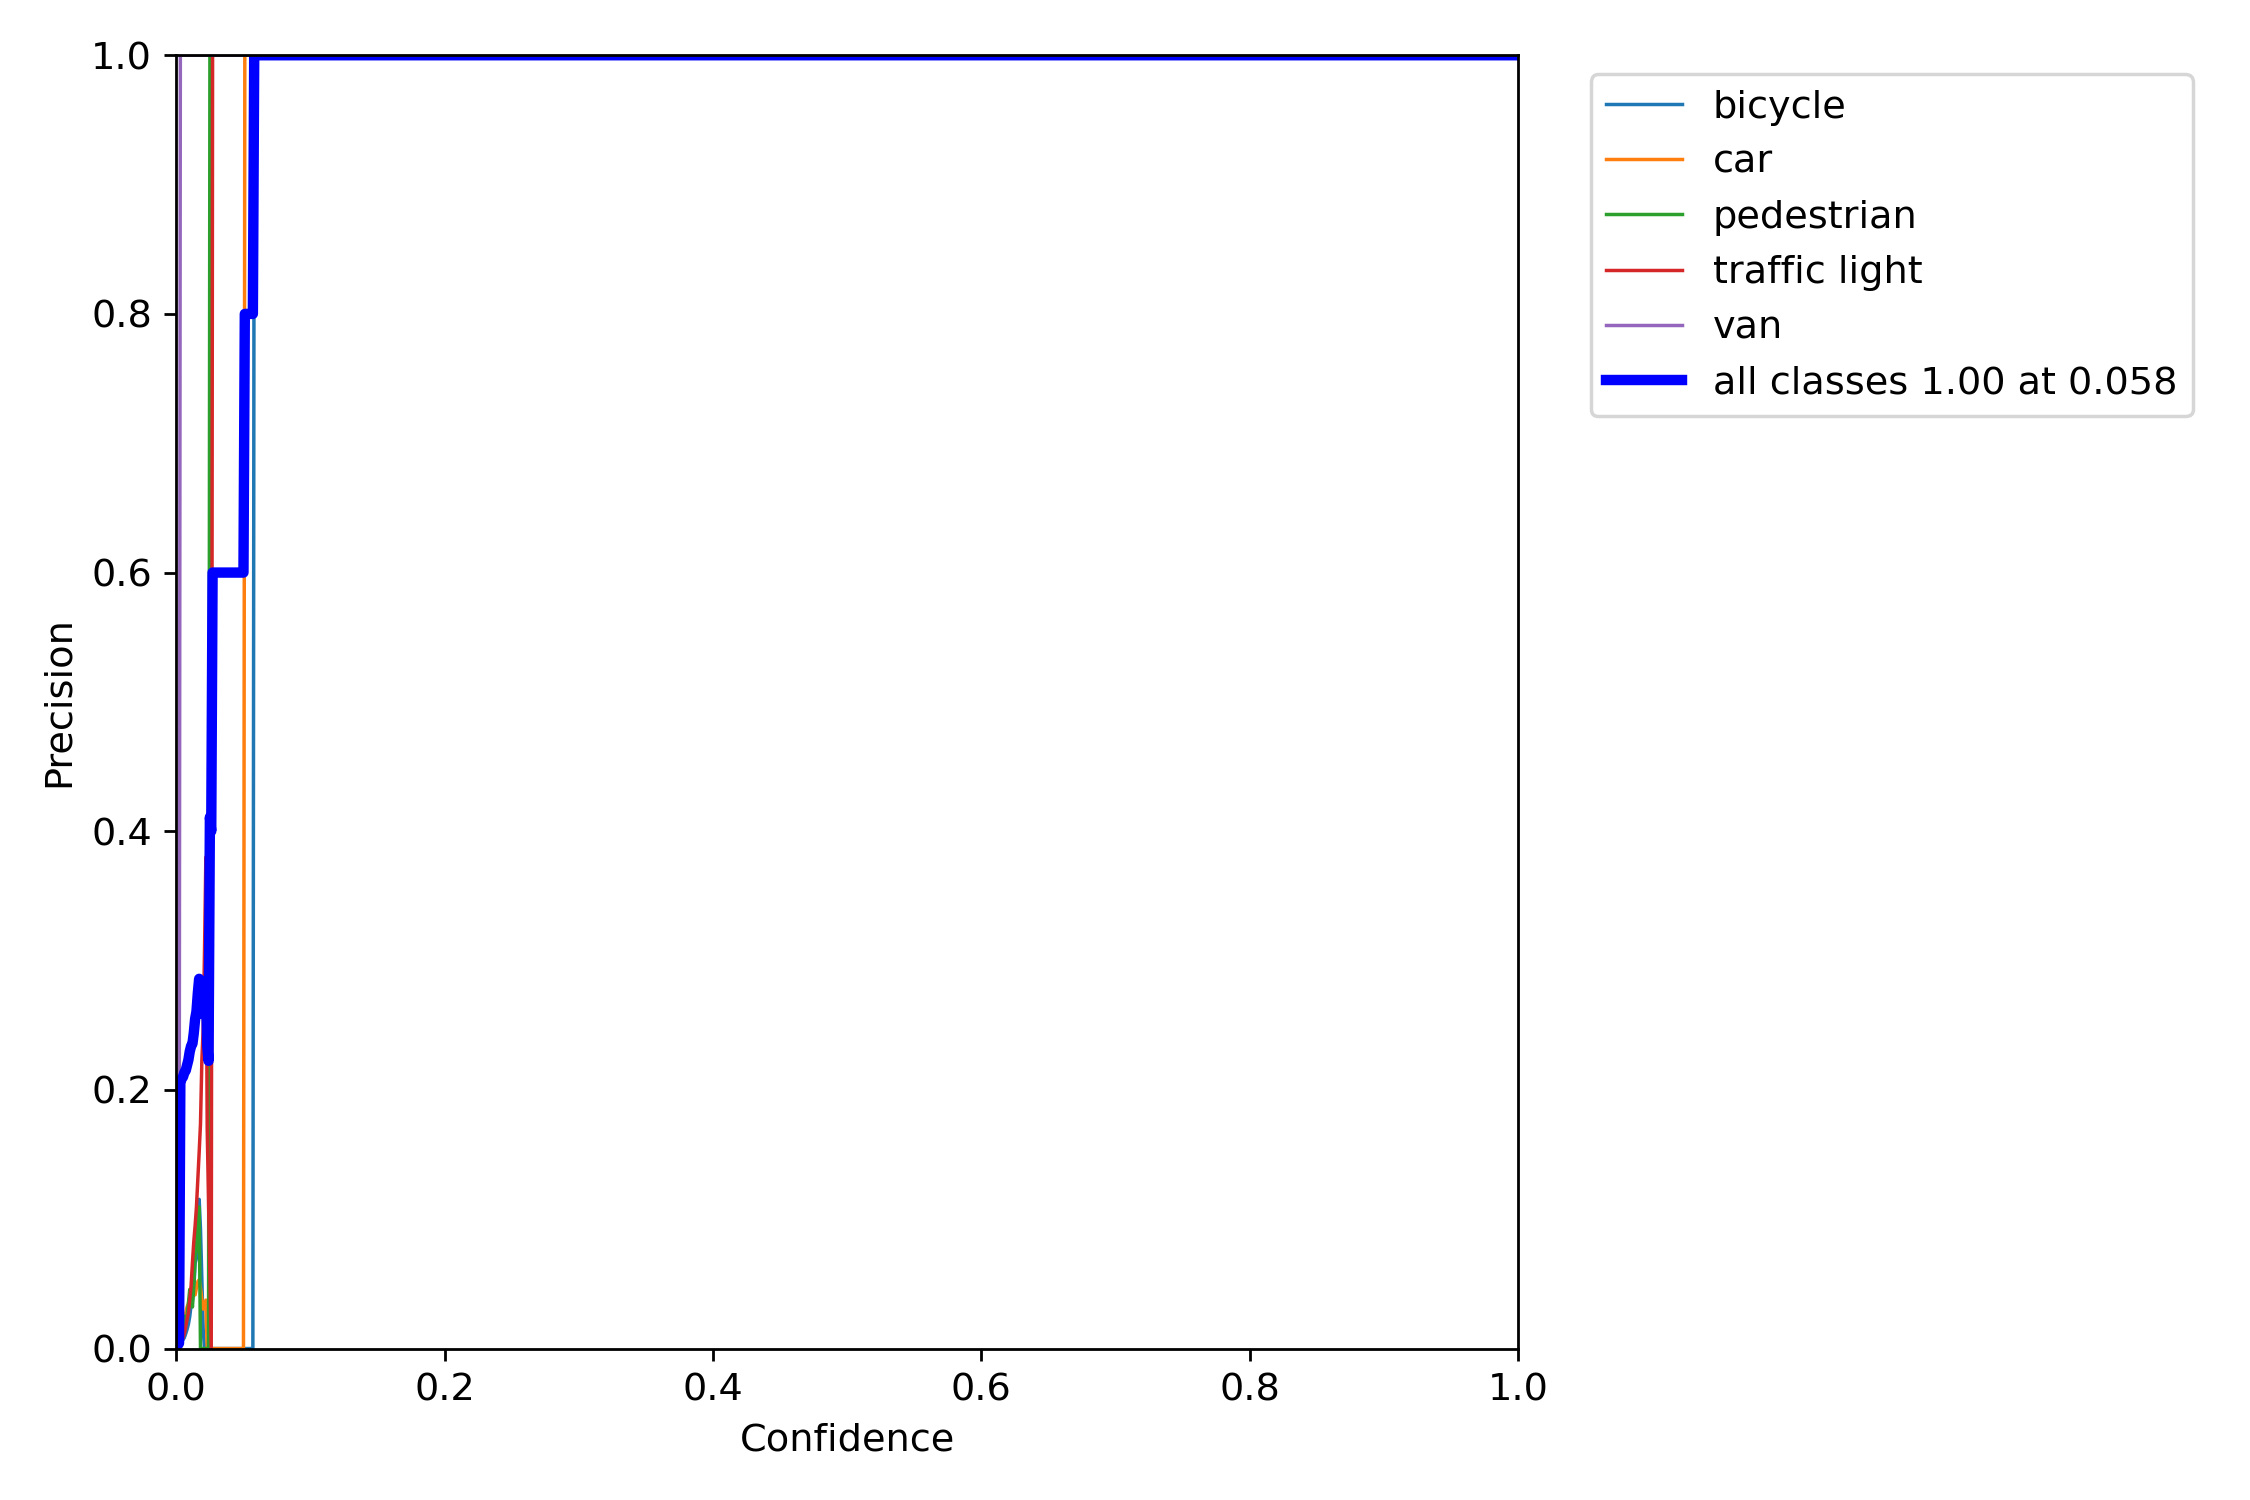 1.0
0.8
0.6
0.4
0.2
0.0
Precision
0.0 0.2 0.4 0.6 0.8 1.0
Confidence
bicycle
car
pedestrian
traffic light
van
all classes 1.00 at 0.058